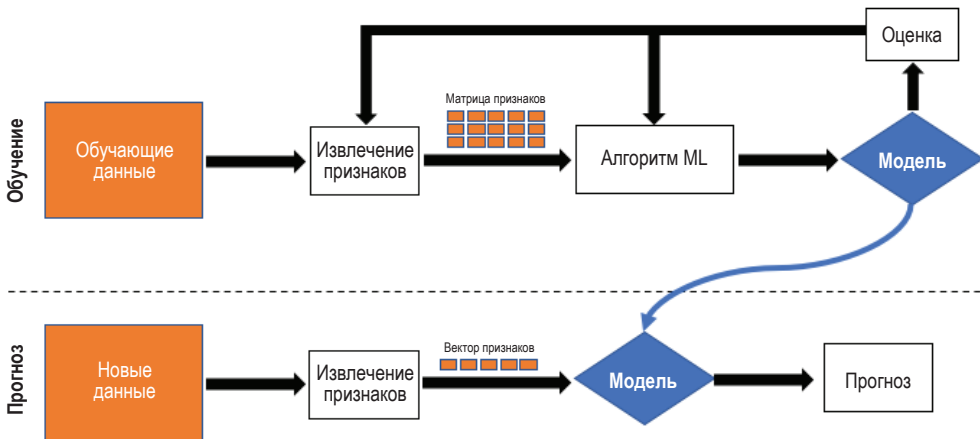 Обучение
Обучающие
данные
Извлечение
признаков
Матрица признаков
Алгоритм ML
Модель
Оценка
Прогноз
Новые
данные
Извлечение
признаков
Вектор признаков
Модель
Прогноз